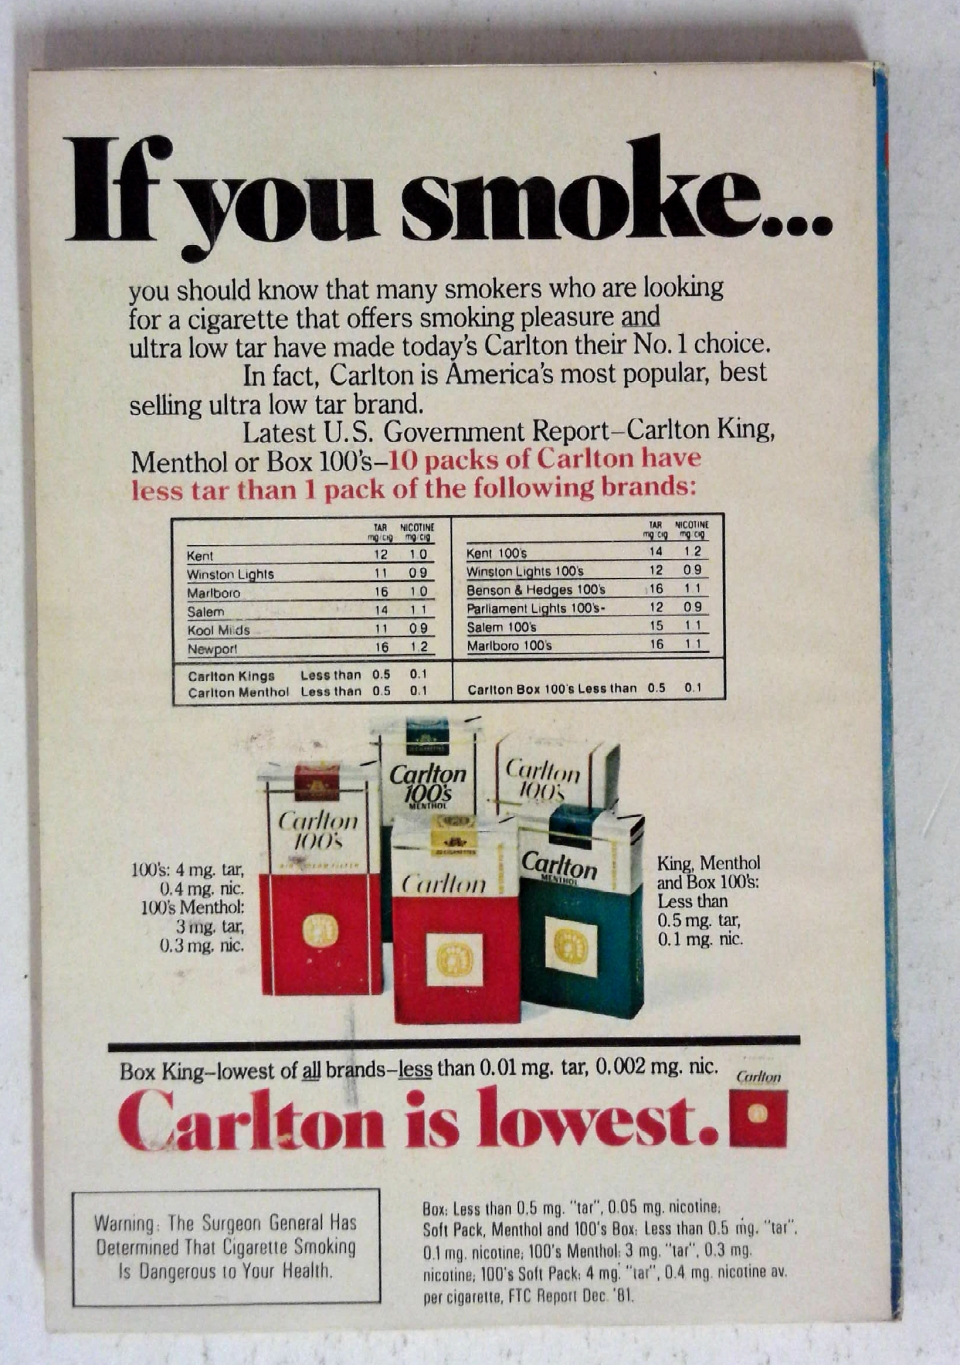 If you smoke...
you should know that many smokers who are looking
for a cigarette that offers smoking pleasure and
ultra low tar have made today's Carlton their No. 1 choice.
In fact, Carlton is America's most popular, best
selling ultra low tar brand.
Latest U.S. Government Report–Carlton King,
Menthol or Box 100's–10 packs of Carlton have
less tar than 1 pack of the following brands:
TAR mg/cig NICOTINE mg/cig
Kent 12 1.0
Winston Lights 11 0.9
Marlboro 16 1.0
Salem 14 1.1
Kool Milds 11 0.9
Newport 16 1.2
Carlton Kings Less than 0.5 0.1
Carlton Menthol Less than 0.5 0.1
TAR mg/cig NICOTINE mg/cig
Kent 100's 14 1.2
Winston Lights 100's 12 0.9
Benson & Hedges 100's 16 1.1
Parliament Lights 100's 12 0.9
Salem 100's 15 1.1
Marlboro 100's 16 1.1
Carlton Box 100's Less than 0.5 0.1
Carlton
100's
MENTHOL
Carlton
100's
Carlton
100's
Carlton
Carlton
MENTHOL
100's: 4 mg. tar,
0.4 mg. nic.
100's Menthol:
3 mg. tar,
0.3 mg. nic.
King, Menthol
and Box 100's:
Less than
0.5 mg. tar,
0.1 mg. nic.
Box King–lowest of all brands–less than 0.01 mg. tar, 0.002 mg. nic.
Carlton is lowest.
Carlton
Warning: The Surgeon General Has
Determined That Cigarette Smoking
Is Dangerous to Your Health.
Box: Less than 0.5 mg. "tar", 0.05 mg. nicotine;
Soft Pack, Menthol and 100's Box: Less than 0.5 mg. "tar",
0.1 mg. nicotine; 100's Menthol: 3 mg. "tar", 0.3 mg.
nicotine; 100's Soft Pack: 4 mg. "tar", 0.4 mg. nicotine av.
per cigarette, FTC Report Dec. '81.